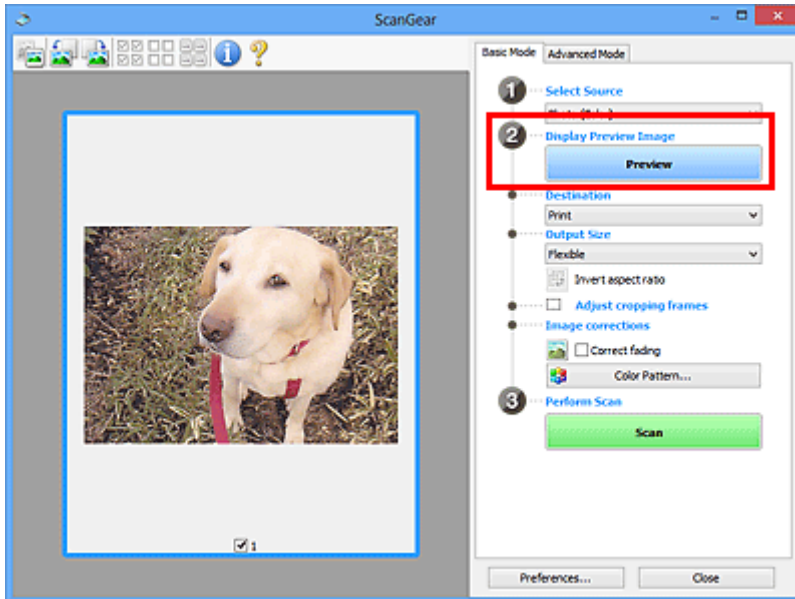 ScanGear
Basic Mode
Advanced Mode
1
Select Source
2
Display Preview Image
Preview
Destination
Print
Output Size
Flexible
Invert aspect ratio
Adjust cropping frames
Image corrections
Correct fading
Color Pattern...
3
Perform Scan
Scan
1
Preferences...
Close